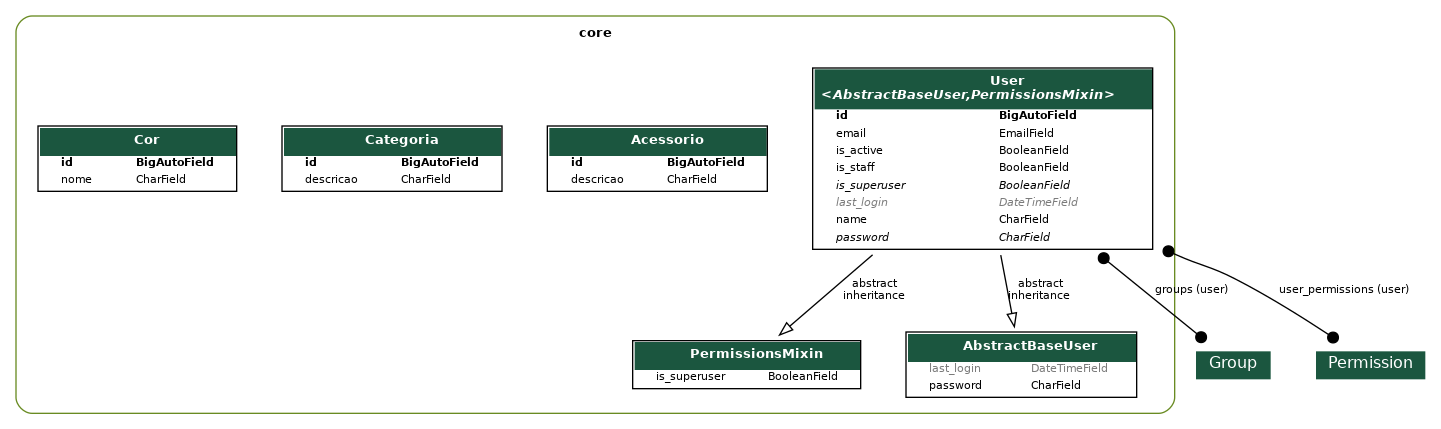 core
User
<AbstractBaseUser,PermissionsMixin>
id BigAutoField
email EmailField
is_active BooleanField
is_staff BooleanField
is_superuser BooleanField
last_login DateTimeField
name CharField
password CharField
Cor
id BigAutoField
nome CharField
Categoria
id BigAutoField
descricao CharField
Acessorio
id BigAutoField
descricao CharField
abstract
inheritance
abstract
inheritance
groups (user)
user_permissions (user)
PermissionsMixin
is_superuser BooleanField
AbstractBaseUser
last_login DateTimeField
password CharField
Group
Permission